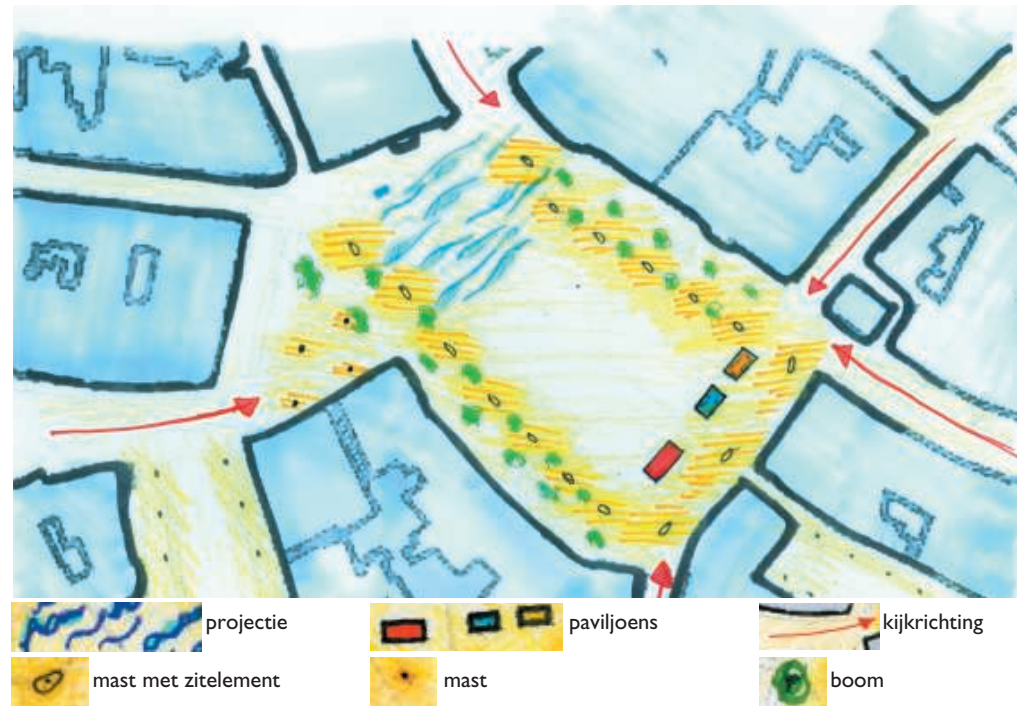 projectie
paviljoens
kijkrichting
mast met zitelement
mast
boom